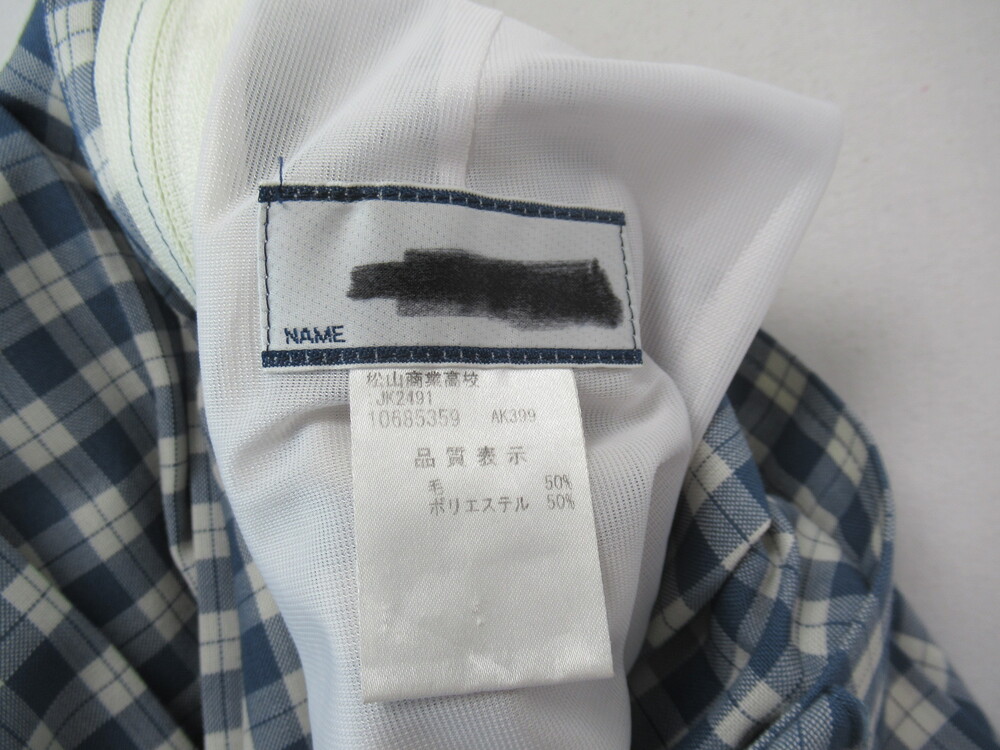 NAME
松山商業高校
:JK2491
10685359 AK399
品質表示
毛 50%
ポリエステル 50%